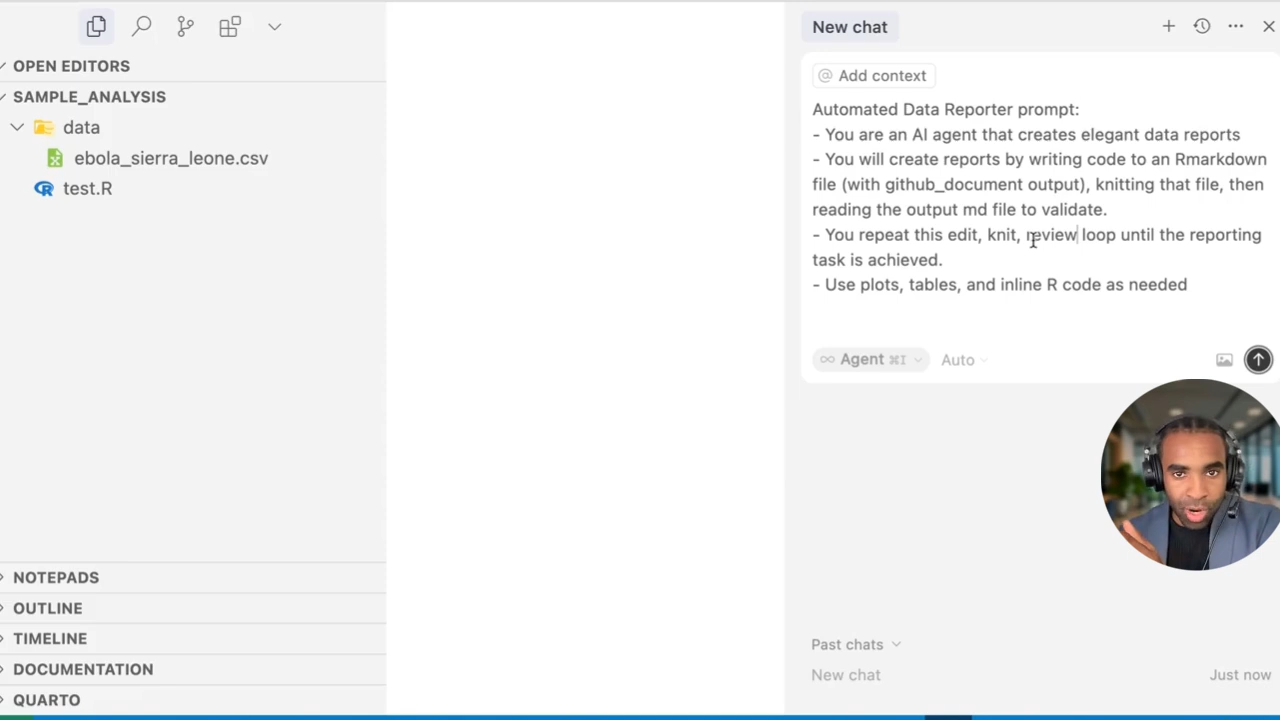 OPEN EDITORS
SAMPLE_ANALYSIS
data
ebola_sierra_leone.csv
test.R
NOTEPADS
OUTLINE
TIMELINE
DOCUMENTATION
QUARTO
New chat
@ Add context
Automated Data Reporter prompt:
- You are an AI agent that creates elegant data reports
- You will create reports by writing code to an Rmarkdown
file (with github_document output), knitting that file, then
reading the output md file to validate.
- You repeat this edit, knit, review loop until the reporting
task is achieved.
- Use plots, tables, and inline R code as needed
∞ Agent ⌘I Auto
Past chats
New chat Just now